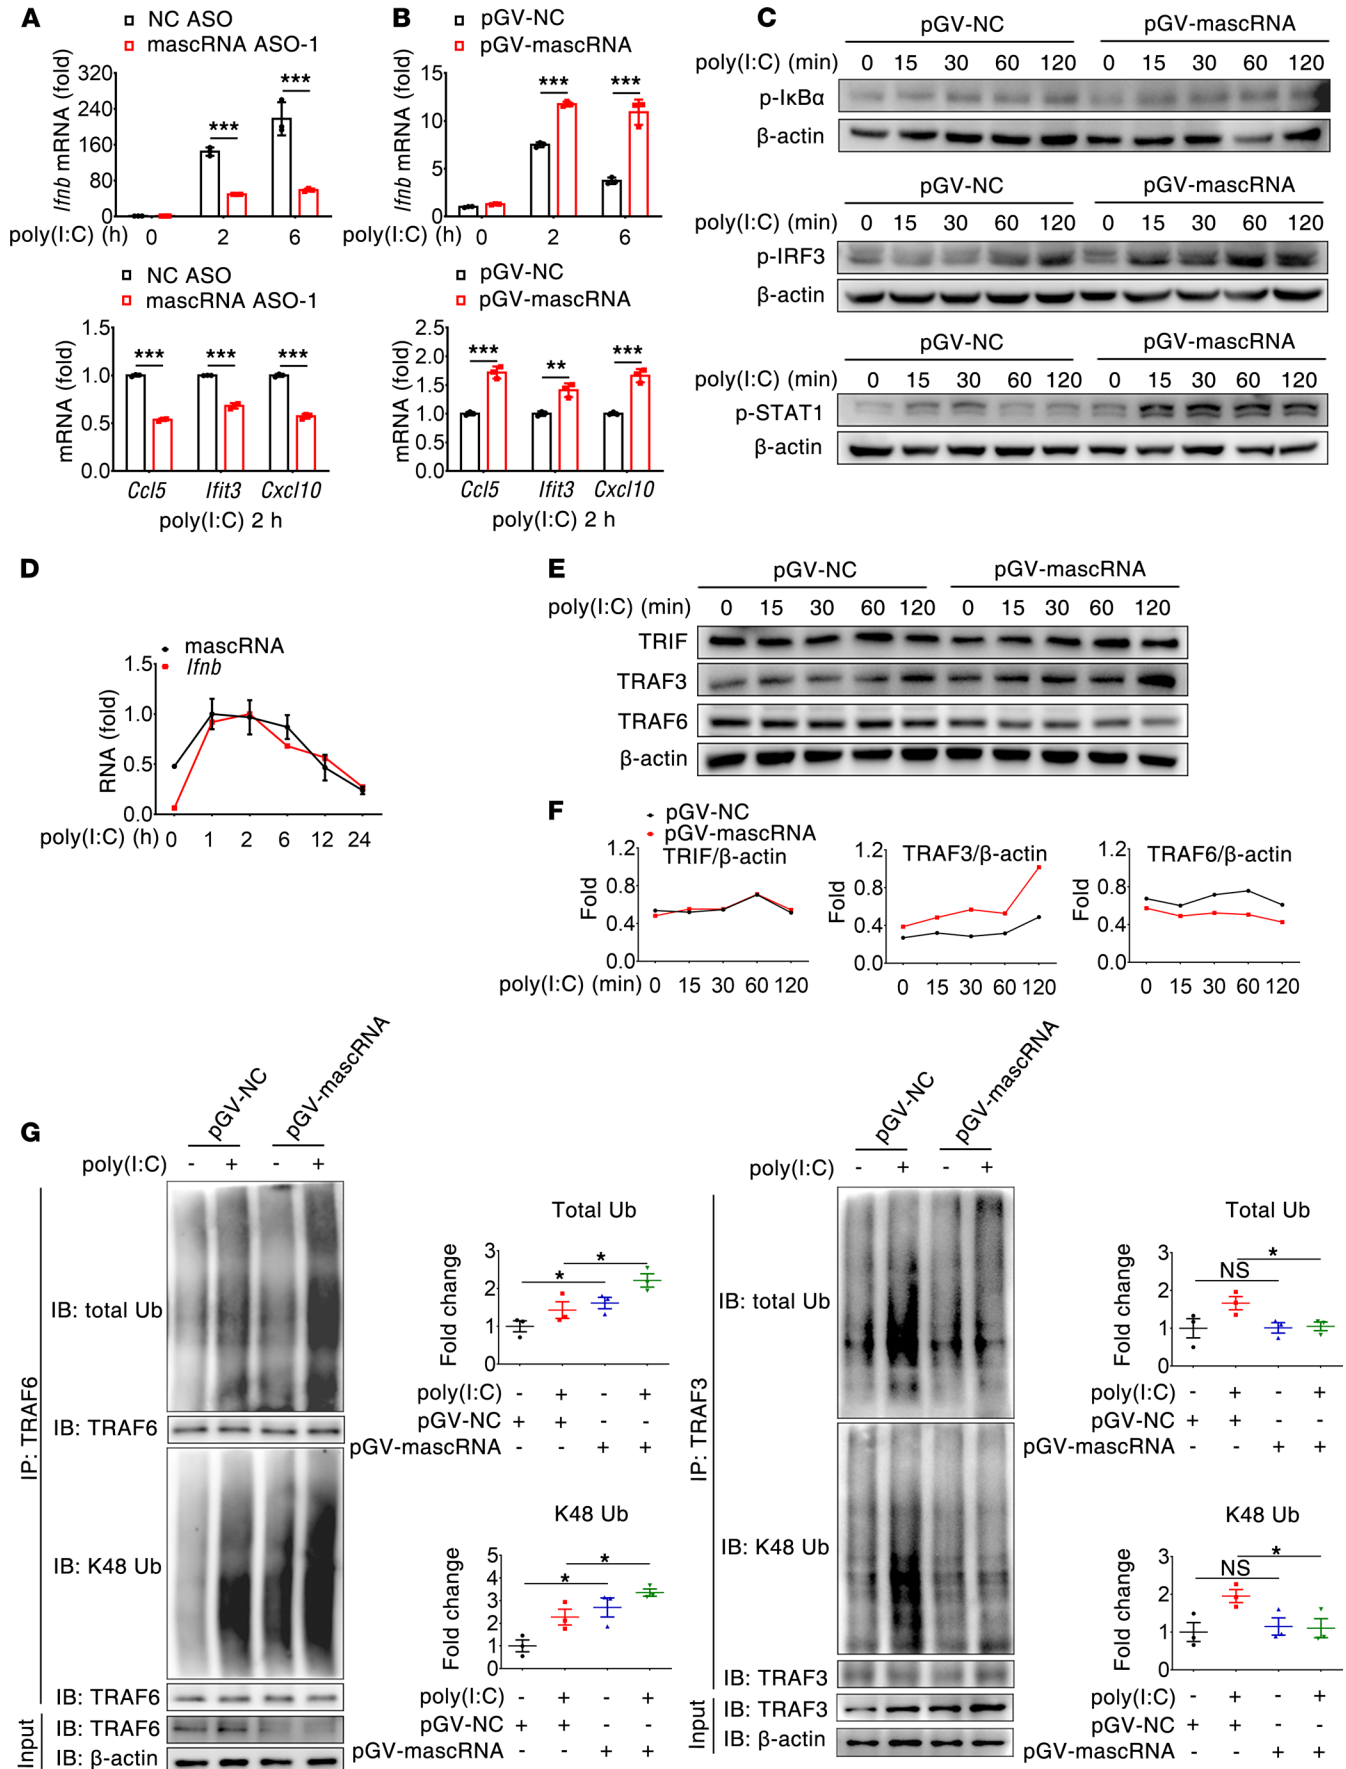 A
NC ASO
mascRNA ASO-1
Ifnb mRNA (fold)
320
240
160
80
0
***
***
poly(I:C) (h)
0 2 6
NC ASO
mascRNA ASO-1
mRNA (fold)
1.5
1.0
0.5
0.0
*** *** ***
Ccl5 Ifit3 Cxcl10
poly(I:C) 2 h
B
pGV-NC
pGV-mascRNA
Ifnb mRNA (fold)
15
10
5
0
*** ***
poly(I:C) (h)
0 2 6
pGV-NC
pGV-mascRNA
mRNA (fold)
2.5
2.0
1.5
1.0
0.5
0.0
*** ** ***
Ccl5 Ifit3 Cxcl10
poly(I:C) 2 h
C
pGV-NC pGV-mascRNA
poly(I:C) (min) 0 15 30 60 120 0 15 30 60 120
p-IκBα
β-actin
pGV-NC pGV-mascRNA
poly(I:C) (min) 0 15 30 60 120 0 15 30 60 120
p-IRF3
β-actin
pGV-NC pGV-mascRNA
poly(I:C) (min) 0 15 30 60 120 0 15 30 60 120
p-STAT1
β-actin
D
mascRNA
Ifnb
RNA (fold)
1.5
1.0
0.5
0.0
poly(I:C) (h) 0 1 2 6 12 24
E
pGV-NC pGV-mascRNA
poly(I:C) (min) 0 15 30 60 120 0 15 30 60 120
TRIF
TRAF3
TRAF6
β-actin
F
pGV-NC
pGV-mascRNA
TRIF/β-actin
Fold
1.2
0.8
0.4
0.0
poly(I:C) (min) 0 15 30 60 120
TRAF3/β-actin
Fold
1.2
0.8
0.4
0.0
0 15 30 60 120
TRAF6/β-actin
Fold
1.2
0.8
0.4
0.0
0 15 30 60 120
G
pGV-NC pGV-mascRNA
poly(I:C) - + - +
IP: TRAF6
IB: total Ub
IB: TRAF6
IB: K48 Ub
IB: TRAF6
Input
IB: TRAF6
IB: β-actin
Total Ub
Fold change
3
2
1
0
*
*
poly(I:C) - + - +
pGV-NC + + - -
pGV-mascRNA - - + +
K48 Ub
Fold change
5
4
3
2
1
0
*
*
poly(I:C) - + - +
pGV-NC + + - -
pGV-mascRNA - - + +
pGV-NC pGV-mascRNA
poly(I:C) - + - +
IP: TRAF3
IB: total Ub
IB: K48 Ub
IB: TRAF3
Input
IB: TRAF3
IB: β-actin
Total Ub
Fold change
3
2
1
0
NS
*
poly(I:C) - + - +
pGV-NC + + - -
pGV-mascRNA - - + +
K48 Ub
Fold change
3
2
1
0
NS
*
poly(I:C) - + - +
pGV-NC + + - -
pGV-mascRNA - - + +